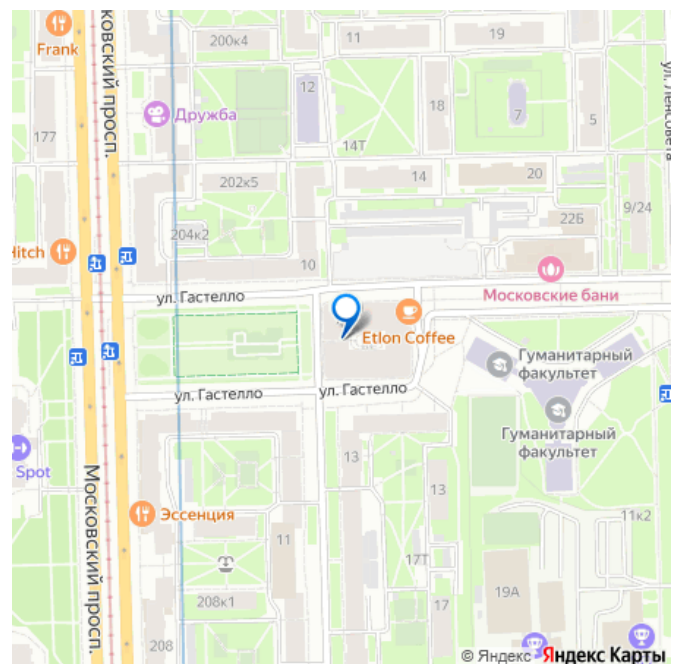 Frank
200к4
11
19
Московский просп.
12
Дружба
18
7
5
ул. Ленсовета
177
14Т
202к5
14
20
9/24
22Б
204к2
Hitch
10
ул. Гастелло
Московские бани
Etlon Coffee
Гуманитарный
факультет
ул. Гастелло
ул. Гастелло
Гуманитарный
факультет
Spot
Московский просп.
13
13
Эссенция
11к2
11
17Т
19А
208к1
17
208
© Яндекс Яндекс Карты